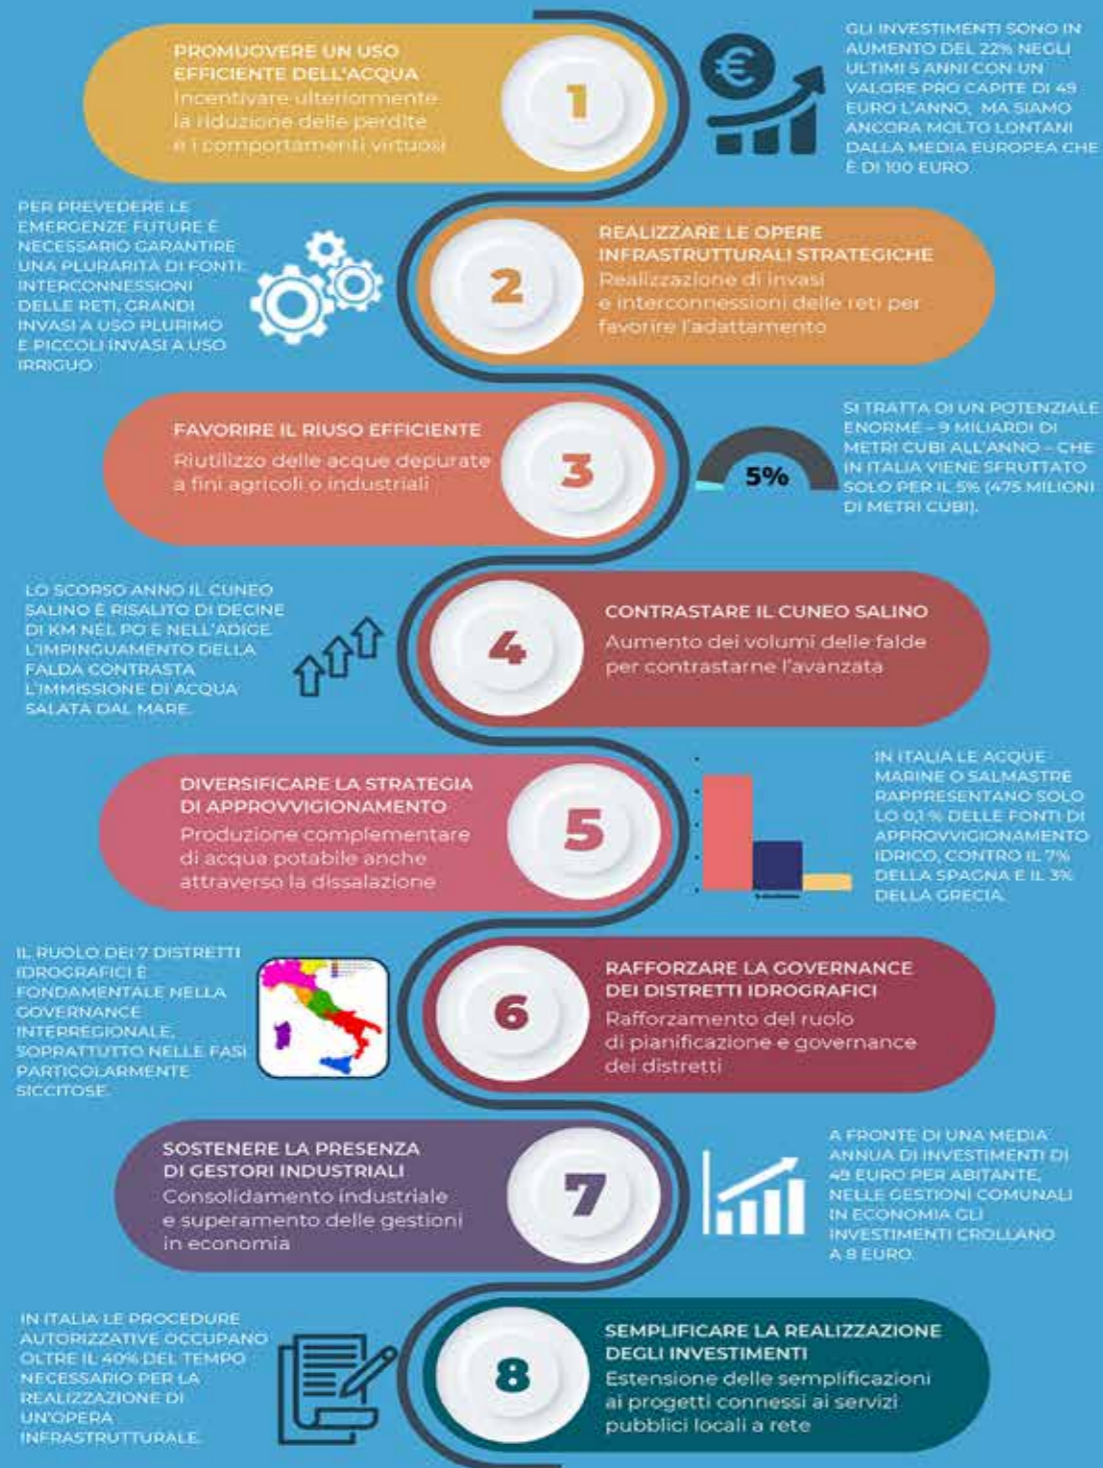 PROMUOVERE UN USO
EFFICIENTE DELL'ACQUA
Incentivare ulteriormente
la riduzione delle perdite
e i comportamenti virtuosi
1
GLI INVESTIMENTI SONO IN
AUMENTO DEL 22% NEGLI
ULTIMI 5 ANNI CON UN
VALORE PRO CAPITE DI 49
EURO L'ANNO, MA SIAMO
ANCORA MOLTO LONTANI
DALLA MEDIA EUROPEA CHE
È DI 100 EURO
PER PREVEDERE LE
EMERGENZE FUTURE È
NECESSARIO GARANTIRE
UNA PLURARITÀ DI FONTI:
INTERCONNESSIONI
DELLE RETI, GRANDI
INVASI A USO PLURIMO
E PICCOLI INVASI A USO
IRRIGUO
2
REALIZZARE LE OPERE
INFRASTRUTTURALI STRATEGICHE
Realizzazione di invasi
e interconnessioni delle reti per
favorire l'adattamento
FAVORIRE IL RIUSO EFFICIENTE
Riutilizzo delle acque depurate
a fini agricoli o industriali
3
5%
SI TRATTA DI UN POTENZIALE
ENORME – 9 MILIARDI DI
METRI CUBI ALL'ANNO – CHE
IN ITALIA VIENE SFRUTTATO
SOLO PER IL 5% (475 MILIONI
DI METRI CUBI).
LO SCORSO ANNO IL CUNEO
SALINO È RISALITO DI DECINE
DI KM NEL PO E NELL'ADIGE.
L'IMPINGUAMENTO DELLA
FALDA CONTRASTA
L'IMMISSIONE DI ACQUA
SALATA DAL MARE.
4
CONTRASTARE IL CUNEO SALINO
Aumento dei volumi delle falde
per contrastarne l'avanzata
DIVERSIFICARE LA STRATEGIA
DI APPROVVIGIONAMENTO
Produzione complementare
di acqua potabile anche
attraverso la dissalazione
5
IN ITALIA LE ACQUE
MARINE O SALMASTRE
RAPPRESENTANO SOLO
LO 0,1 % DELLE FONTI DI
APPROVVIGIONAMENTO
IDRICO, CONTRO IL 7%
DELLA SPAGNA E IL 3%
DELLA GRECIA.
IL RUOLO DEI 7 DISTRETTI
IDROGRAFICI È
FONDAMENTALE NELLA
GOVERNANCE
INTERREGIONALE,
SOPRATTUTTO NELLE FASI
PARTICOLARMENTE
SICCITOSE.
6
RAFFORZARE LA GOVERNANCE
DEI DISTRETTI IDROGRAFICI
Rafforzamento del ruolo
di pianificazione e governance
dei distretti
SOSTENERE LA PRESENZA
DI GESTORI INDUSTRIALI
Consolidamento industriale
e superamento delle gestioni
in economia
7
A FRONTE DI UNA MEDIA
ANNUA DI INVESTIMENTI DI
49 EURO PER ABITANTE,
NELLE GESTIONI COMUNALI
IN ECONOMIA GLI
INVESTIMENTI CROLLANO
A 8 EURO.
IN ITALIA LE PROCEDURE
AUTORIZZATIVE OCCUPANO
OLTRE IL 40% DEL TEMPO
NECESSARIO PER LA
REALIZZAZIONE DI
UN'OPERA
INFRASTRUTTURALE.
8
SEMPLIFICARE LA REALIZZAZIONE
DEGLI INVESTIMENTI
Estensione delle semplificazioni
ai progetti connessi ai servizi
pubblici locali a rete